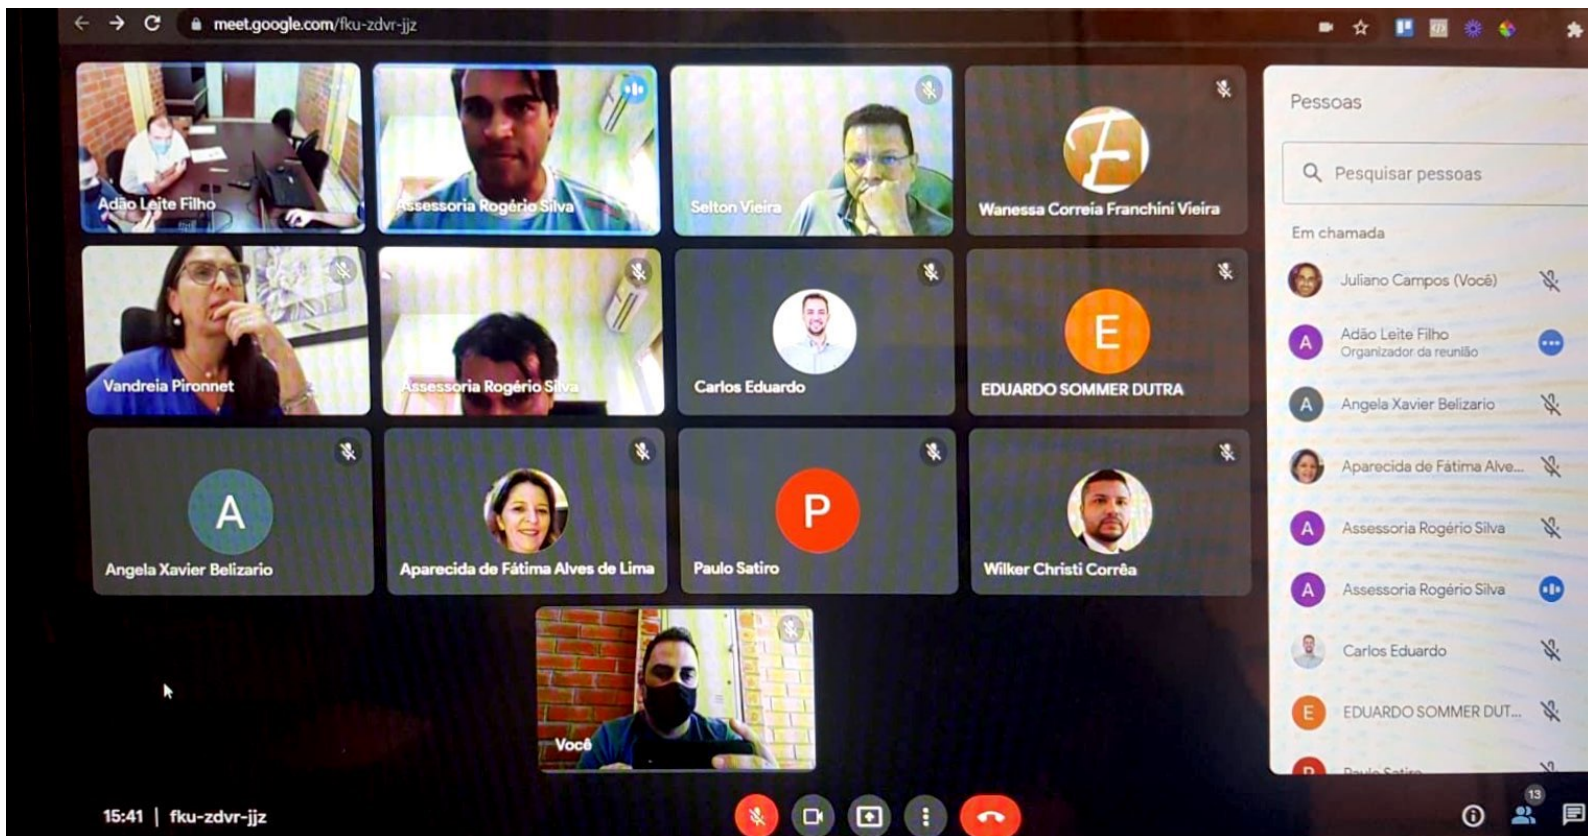 meet.google.com/fku-zdvr-jjz
Adão Leite Filho
Assessoria Rogério Silva
Selton Vieira
Wanessa Correia Franchini Vieira
Vandreia Pironnet
Assessoria Rogério Silva
Carlos Eduardo
E
EDUARDO SOMMER DUTRA
A
Angela Xavier Belizario
Aparecida de Fátima Alves de Lima
P
Paulo Satiro
Wilker Christi Corrêa
Você
Pessoas
Pesquisar pessoas
Em chamada
Juliano Campos (Você)
A
Adão Leite Filho
Organizador da reunião
A
Angela Xavier Belizario
Aparecida de Fátima Alve...
A
Assessoria Rogério Silva
A
Assessoria Rogério Silva
Carlos Eduardo
E
EDUARDO SOMMER DUT...
Paulo Satiro
15:41 | fku-zdvr-jjz
13